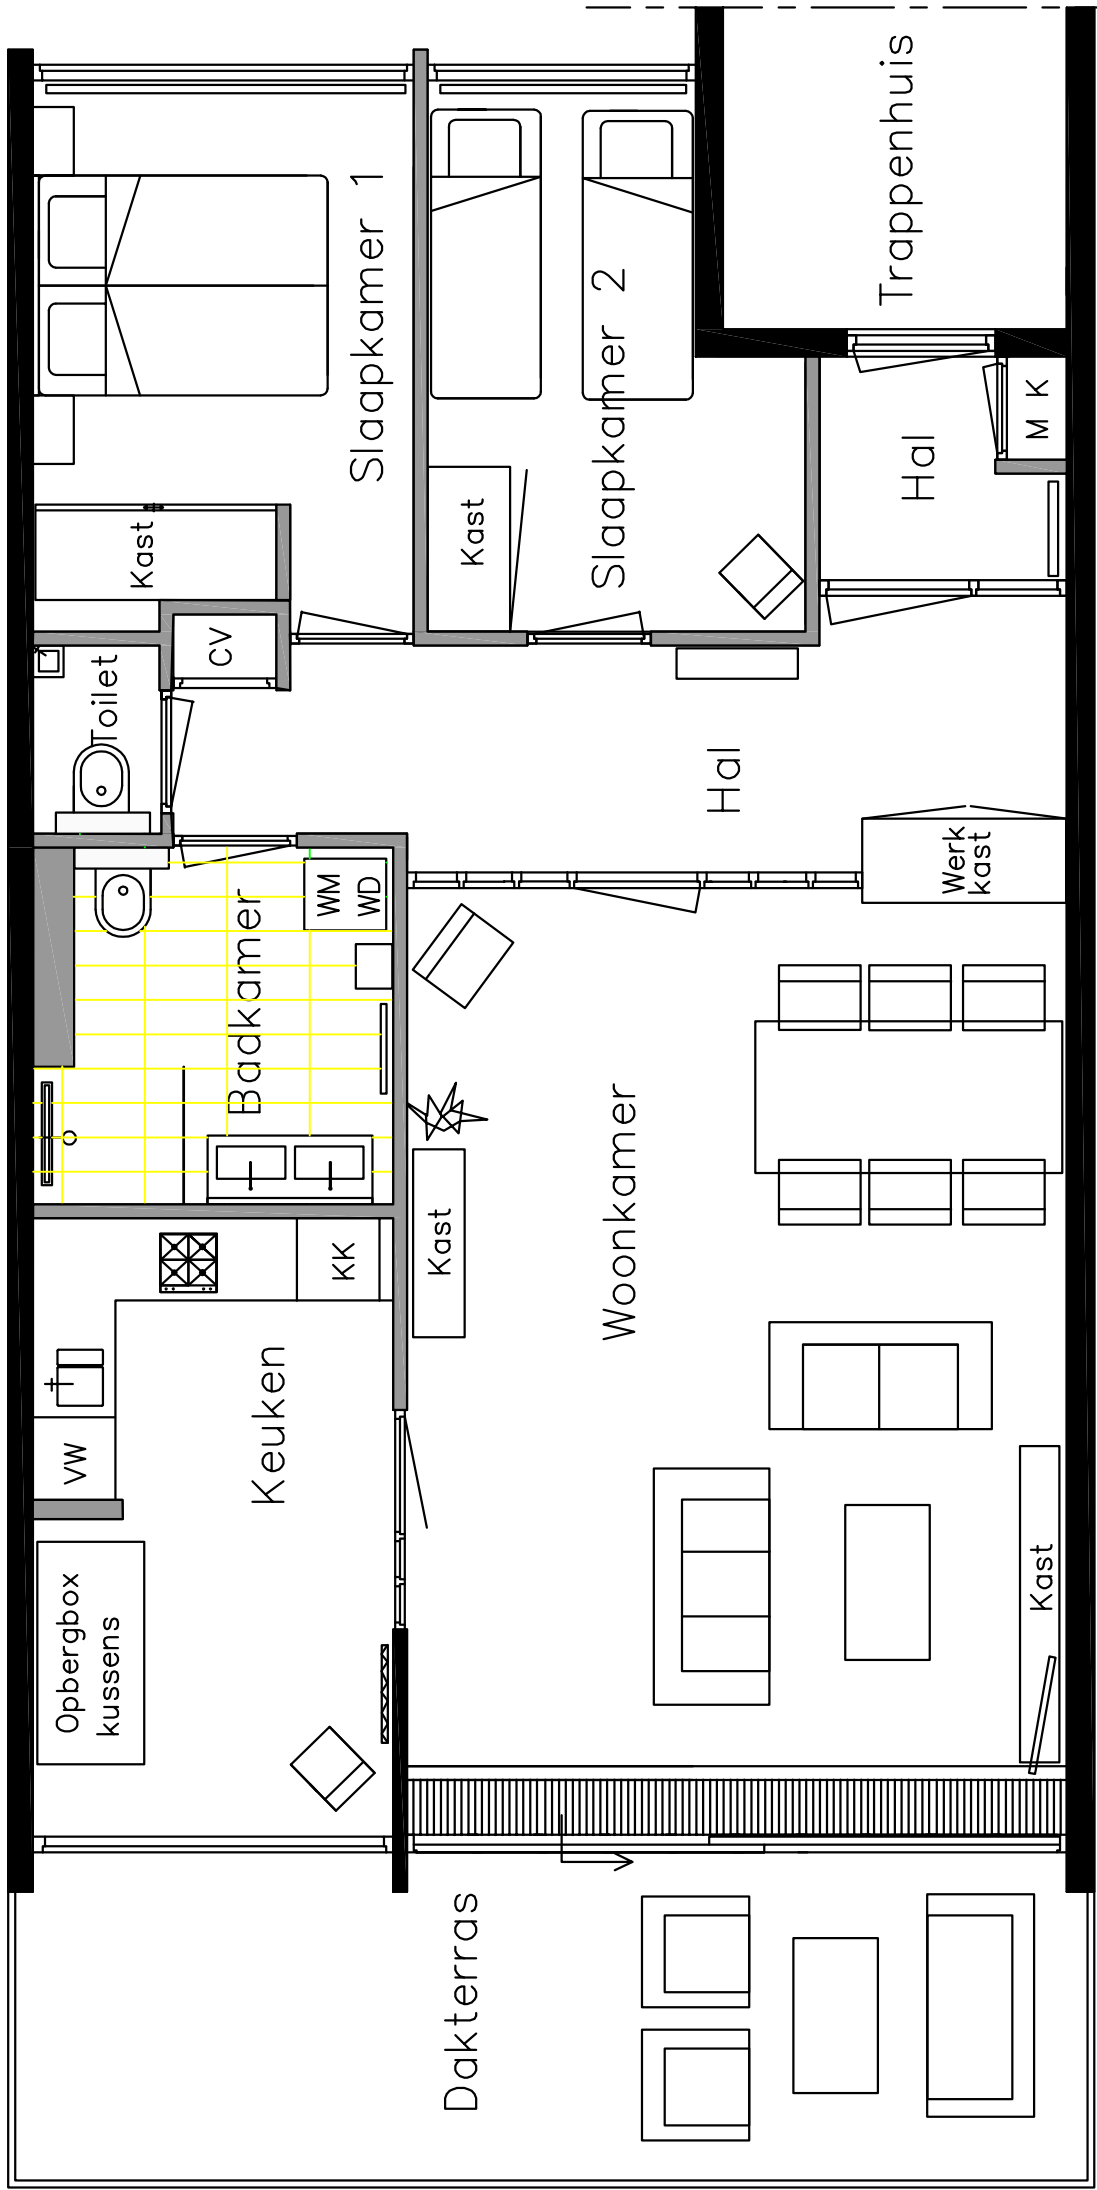 Trappenhuis
Slaapkamer 1
Slaapkamer 2
M K
Hal
Kast
Kast
CV
Toilet
Hal
Werk
kast
WM
WD
Badkamer
Woonkamer
Kast
KK
Keuken
VW
Kast
Opbergbox
kussens
Dakterras